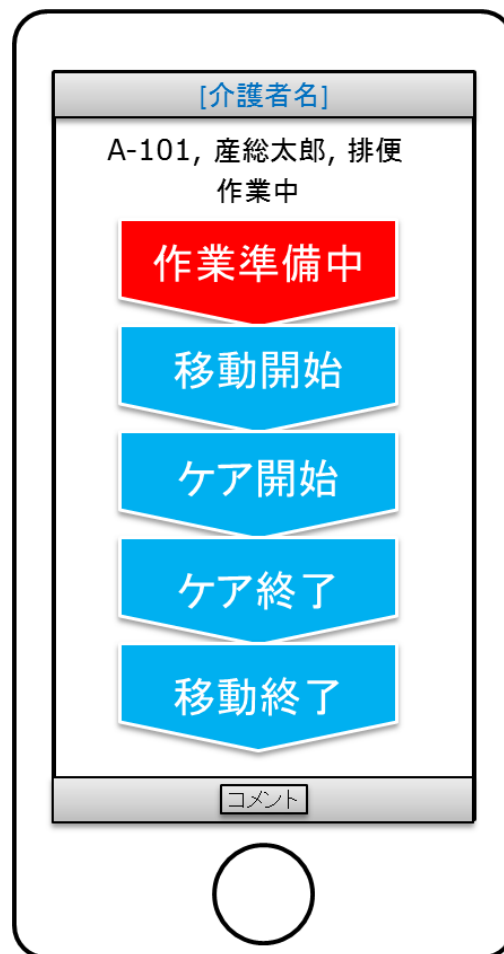 [介護者名]
A-101, 産総太郎, 排便
作業中
作業準備中
移動開始
ケア開始
ケア終了
移動終了
コメント